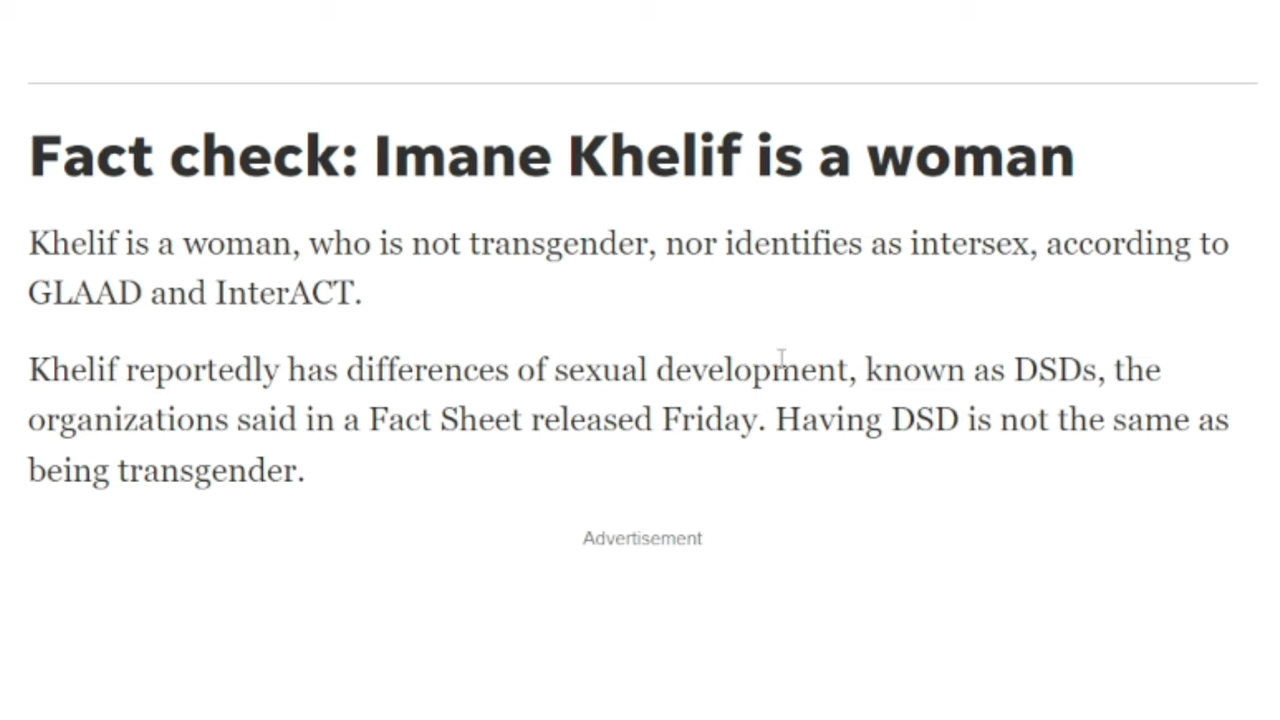 Fact check: Imane Khelif is a woman
Khelif is a woman, who is not transgender, nor identifies as intersex, according to
GLAAD and InterACT.
Khelif reportedly has differences of sexual development, known as DSDs, the
organizations said in a Fact Sheet released Friday. Having DSD is not the same as
being transgender.
Advertisement